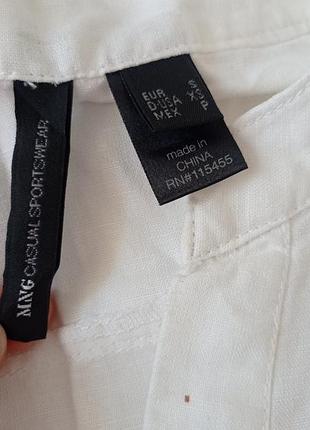 MNG CASUAL SPORTSWEAR
EUR S
D-USA XS
MEX P
made in
CHINA
RN#115455